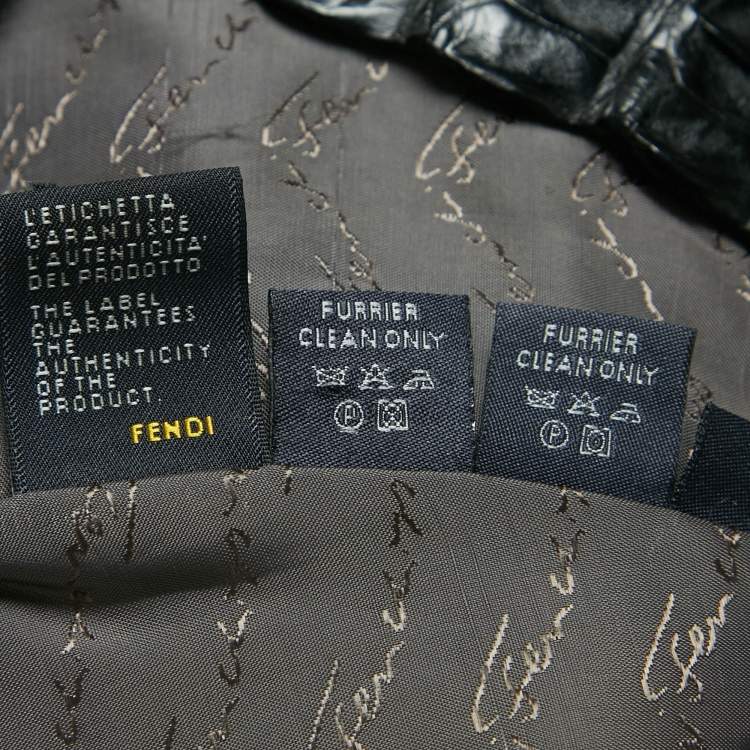 L'ETICHETTA
GARANTISCE
L'AUTENTICITA'
DEL PRODOTTO
THE LABEL
GUARANTEES
THE
AUTHENTICITY
OF THE
PRODUCT.
FENDI
FURRIER
CLEAN ONLY
P
FURRIER
CLEAN ONLY
P